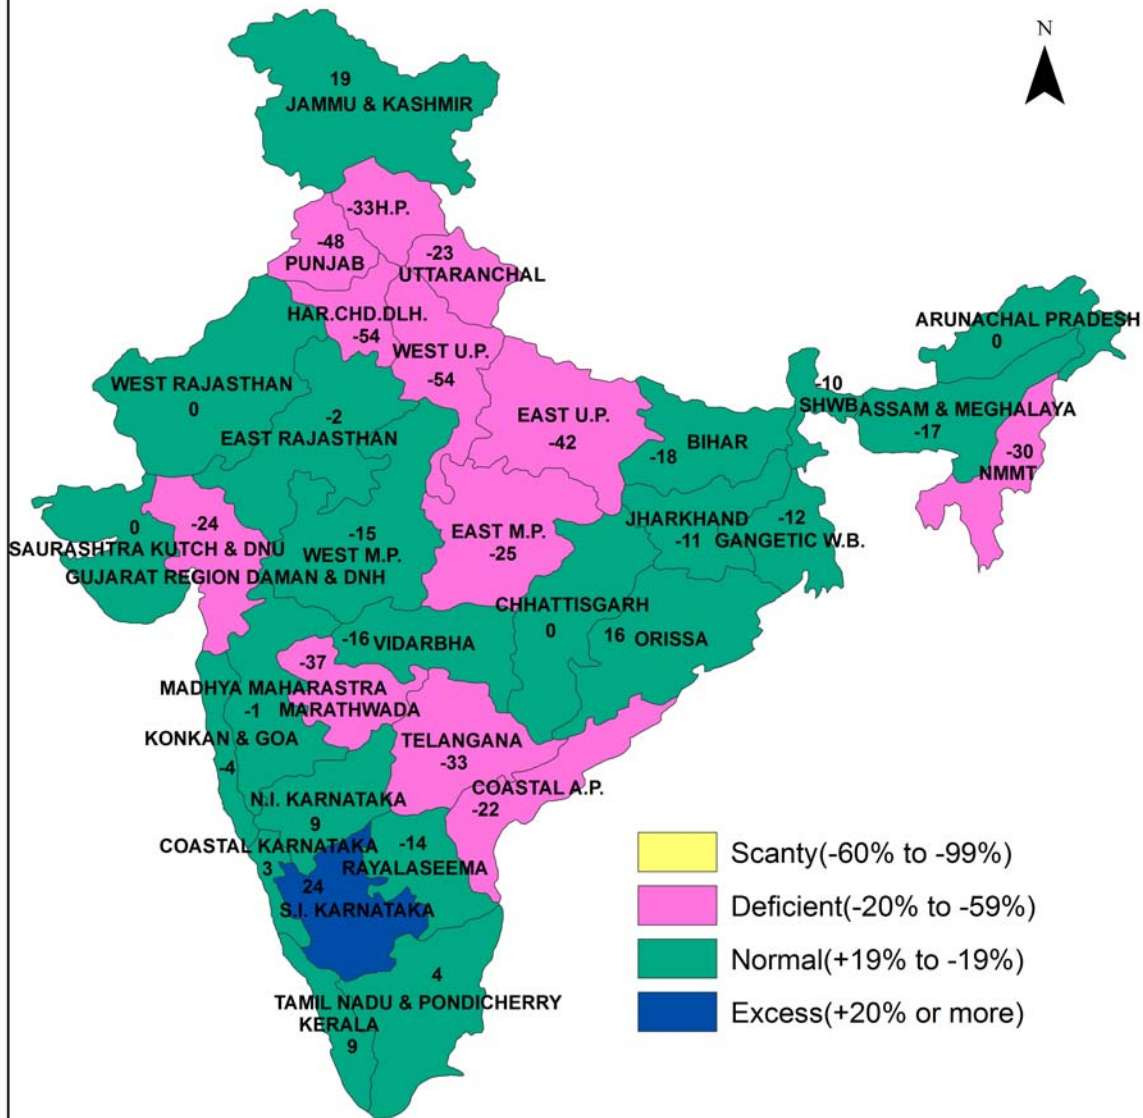 N
19
JAMMU & KASHMIR
-33H.P.
-48
PUNJAB
-23
UTTARANCHAL
HAR.CHD.DLH.
-54
WEST U.P.
-54
ARUNACHAL PRADESH
0
WEST RAJASTHAN
0
-2
EAST RAJASTHAN
EAST U.P.
-42
BIHAR
-18
-10
SHWB
ASSAM & MEGHALAYA
-17
-30
NMMT
0
SAURASHTRA KUTCH & DNU
-24
GUJARAT REGION DAMAN & DNH
-15
WEST M.P.
EAST M.P.
-25
JHARKHAND
-11
-12
GANGETIC W.B.
CHHATTISGARH
0
16 ORISSA
-16 VIDARBHA
-37
MADHYA MAHARASTRA
MARATHWADA
-1
KONKAN & GOA
-4
TELANGANA
-33
COASTAL A.P.
-22
N.I. KARNATAKA
9
COASTAL KARNATAKA
3
-14
RAYALASEEMA
24
S.I. KARNATAKA
4
TAMIL NADU & PONDICHERRY
KERALA
9
Scanty(-60% to -99%)
Deficient(-20% to -59%)
Normal(+19% to -19%)
Excess(+20% or more)